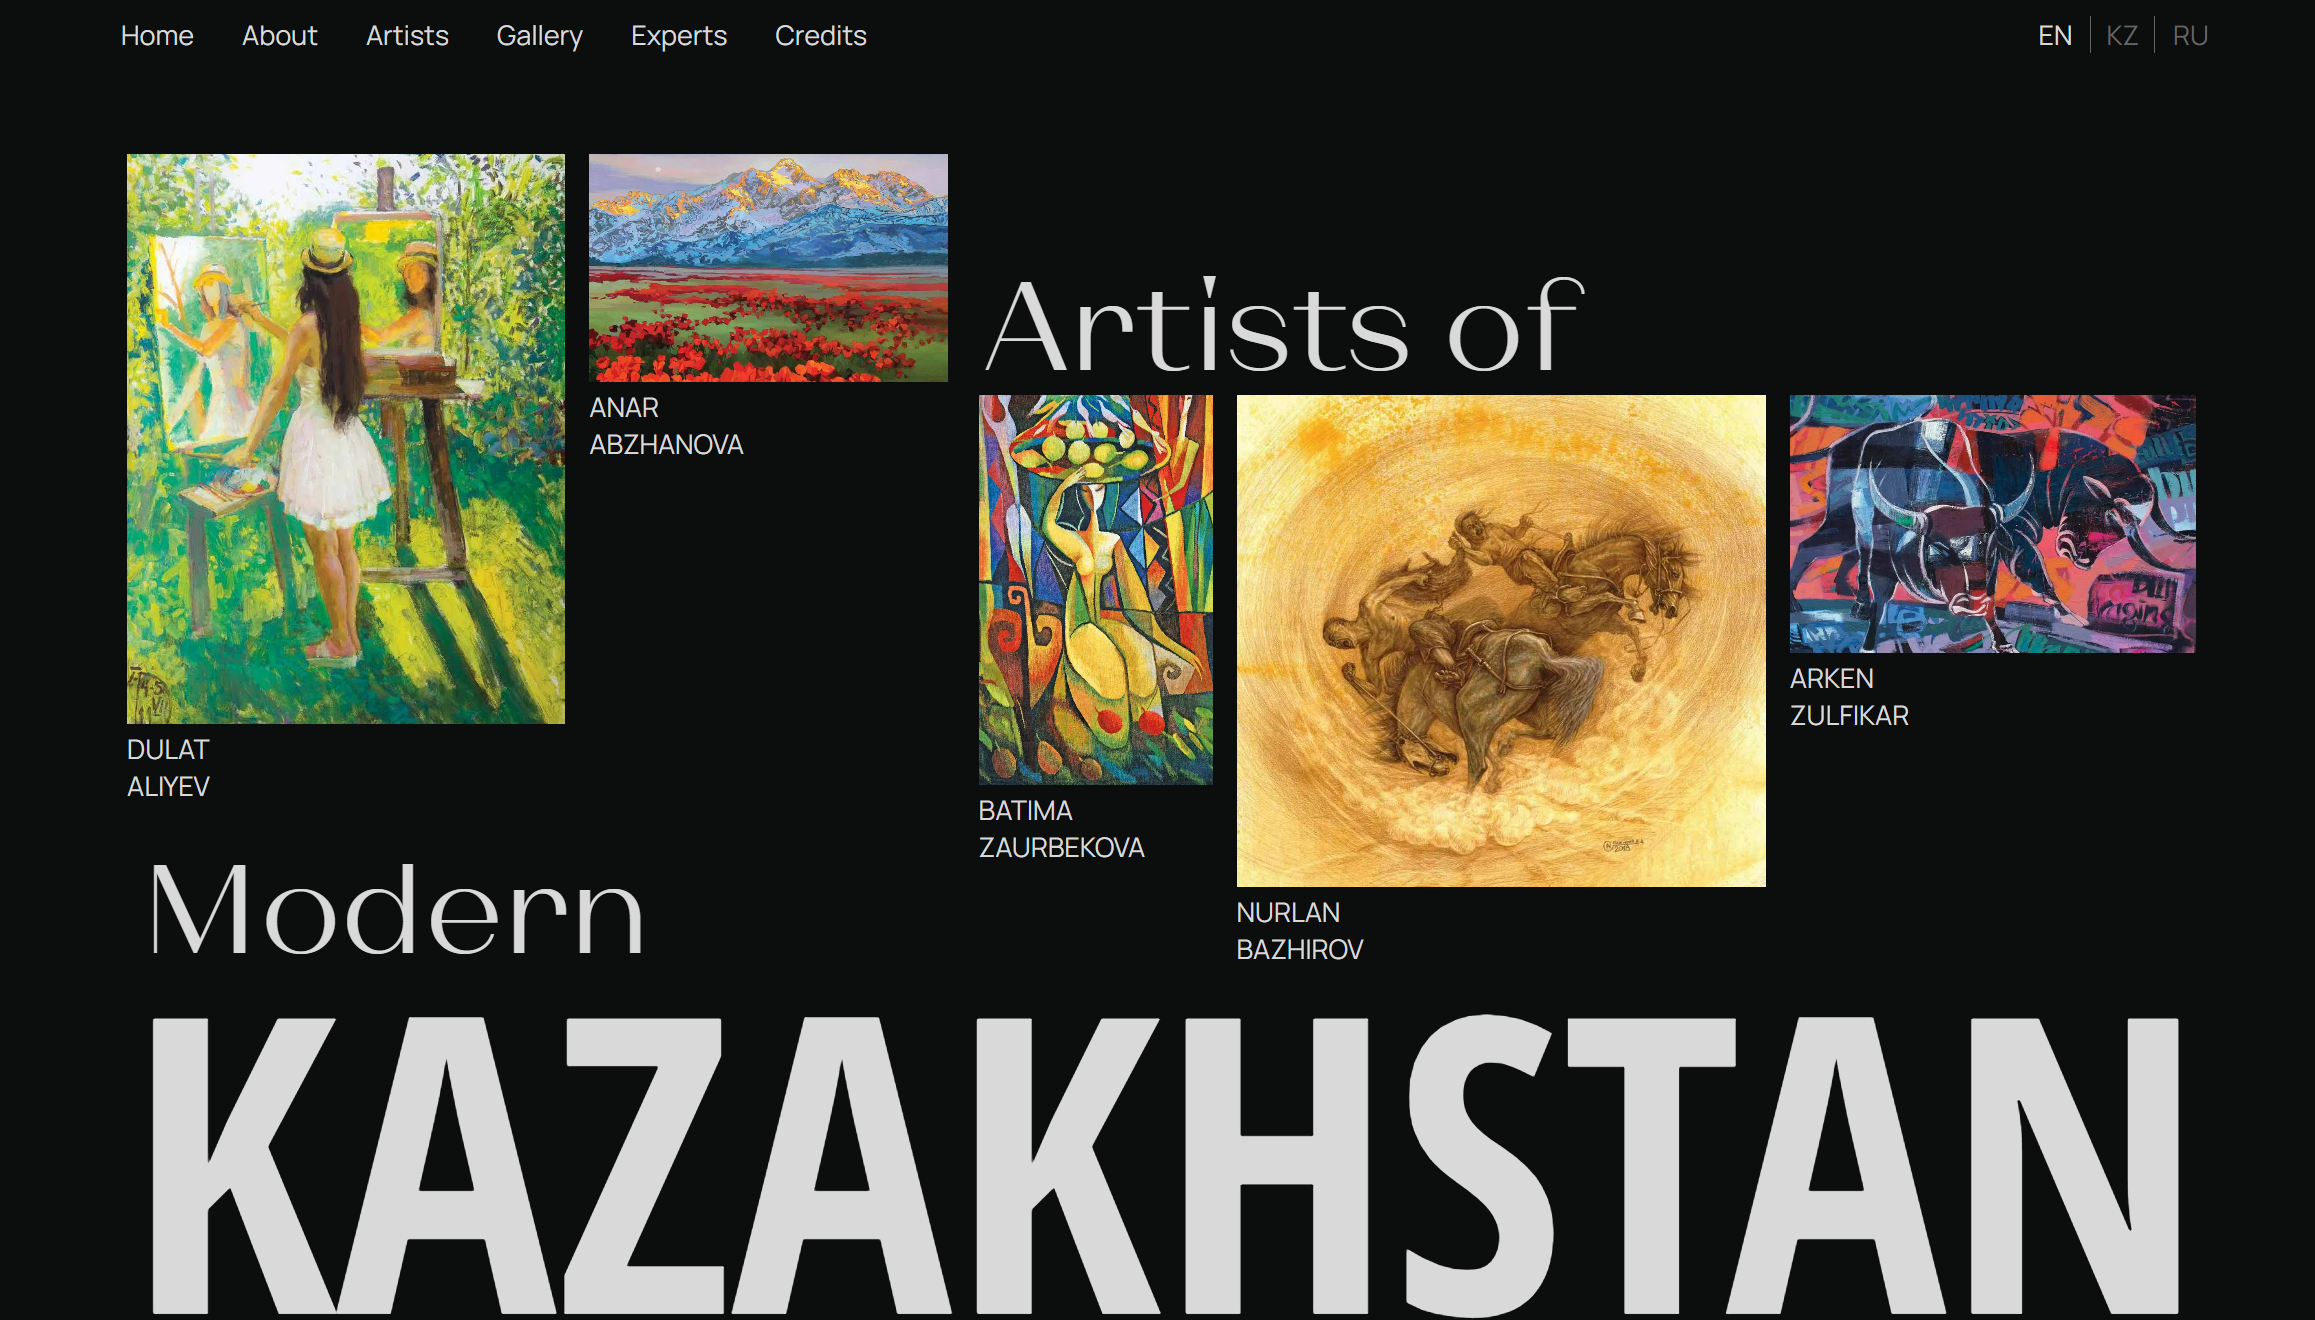 Home About Artists Gallery Experts Credits
EN KZ RU
Artists of
ANAR
ABZHANOVA
ARKEN
ZULFIKAR
DULAT
ALIYEV
BATIMA
ZAURBEKOVA
NURLAN
BAZHIROV
Modern
KAZAKHSTAN